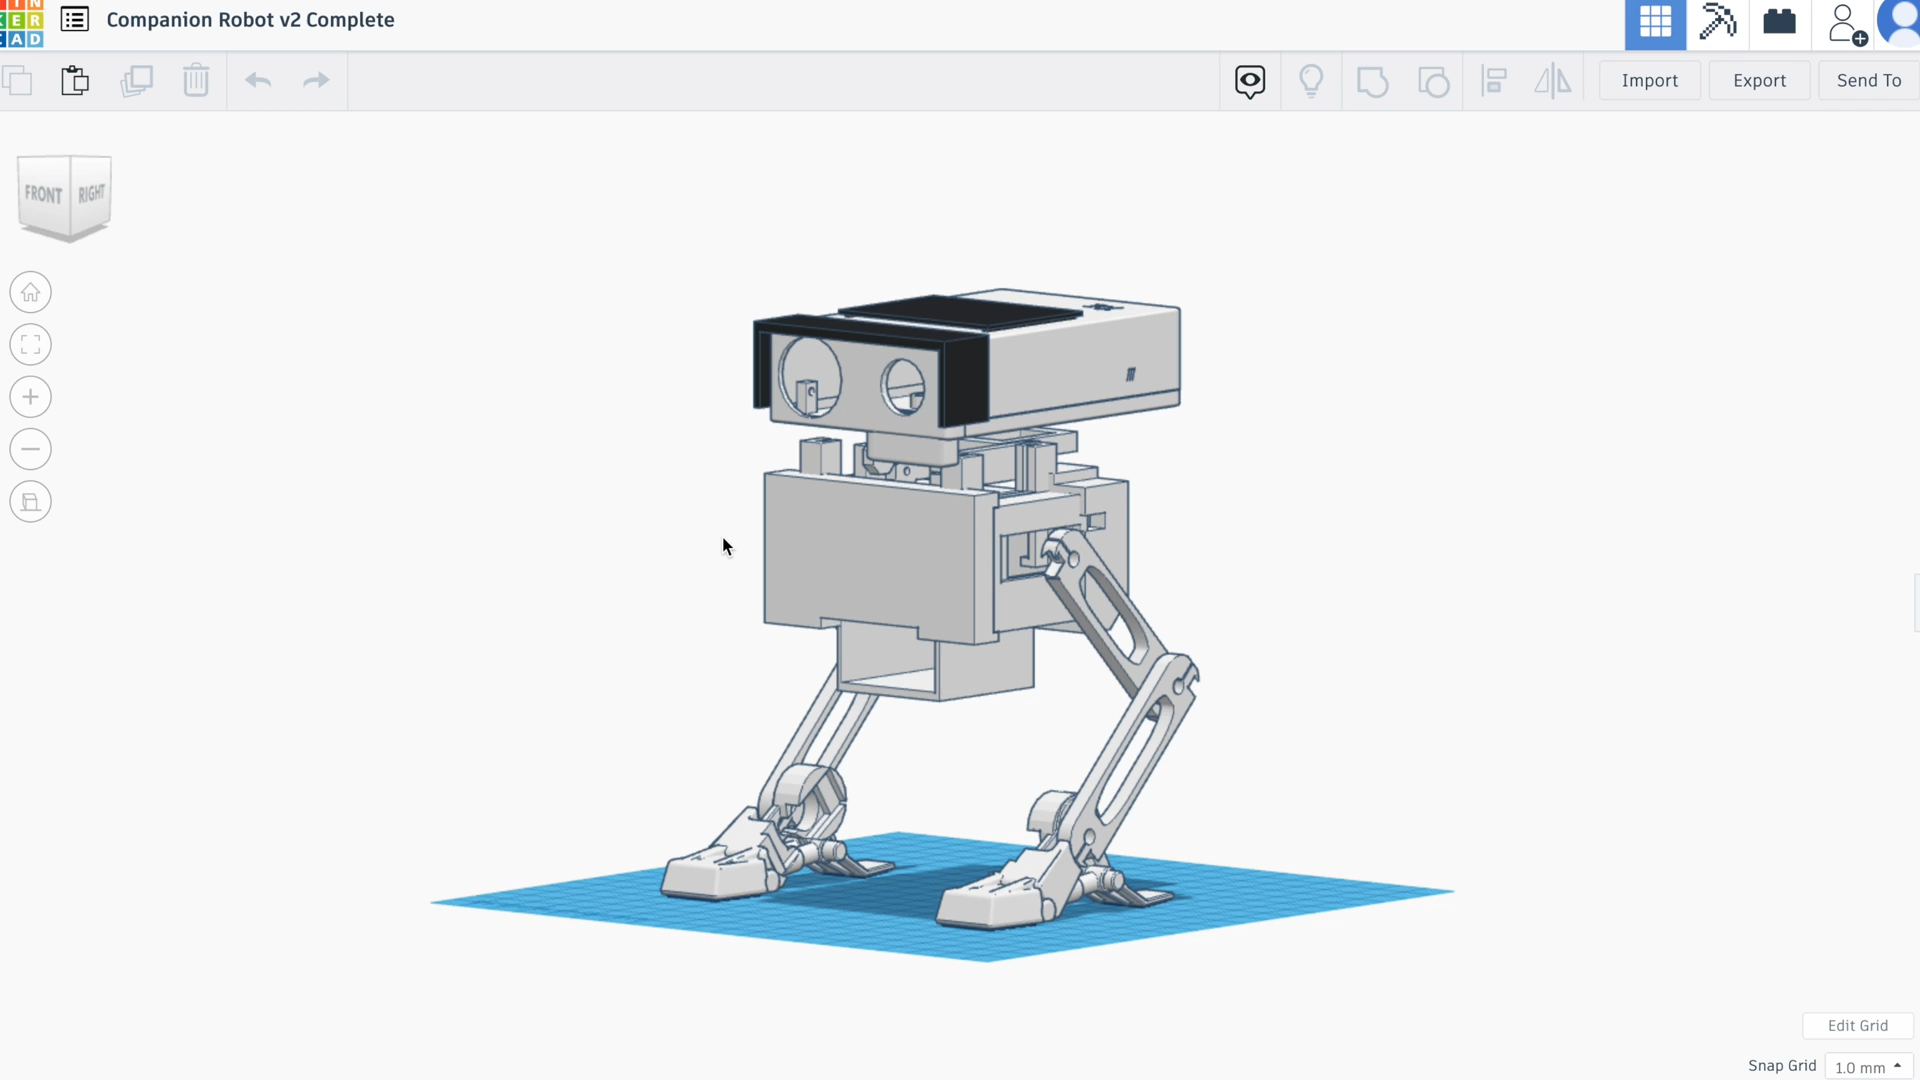 TIN
KER
CAD
Companion Robot v2 Complete
Import
Export
Send To
FRONT
RIGHT
Edit Grid
Snap Grid
1.0 mm